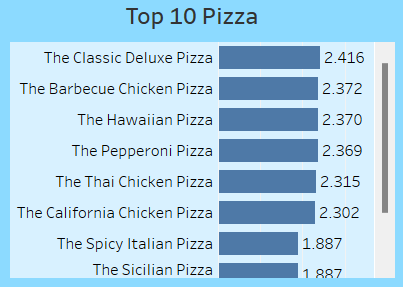 Top 10 Pizza
The Classic Deluxe Pizza 2.416
The Barbecue Chicken Pizza 2.372
The Hawaiian Pizza 2.370
The Pepperoni Pizza 2.369
The Thai Chicken Pizza 2.315
The California Chicken Pizza 2.302
The Spicy Italian Pizza 1.887
The Sicilian Pizza 1.887